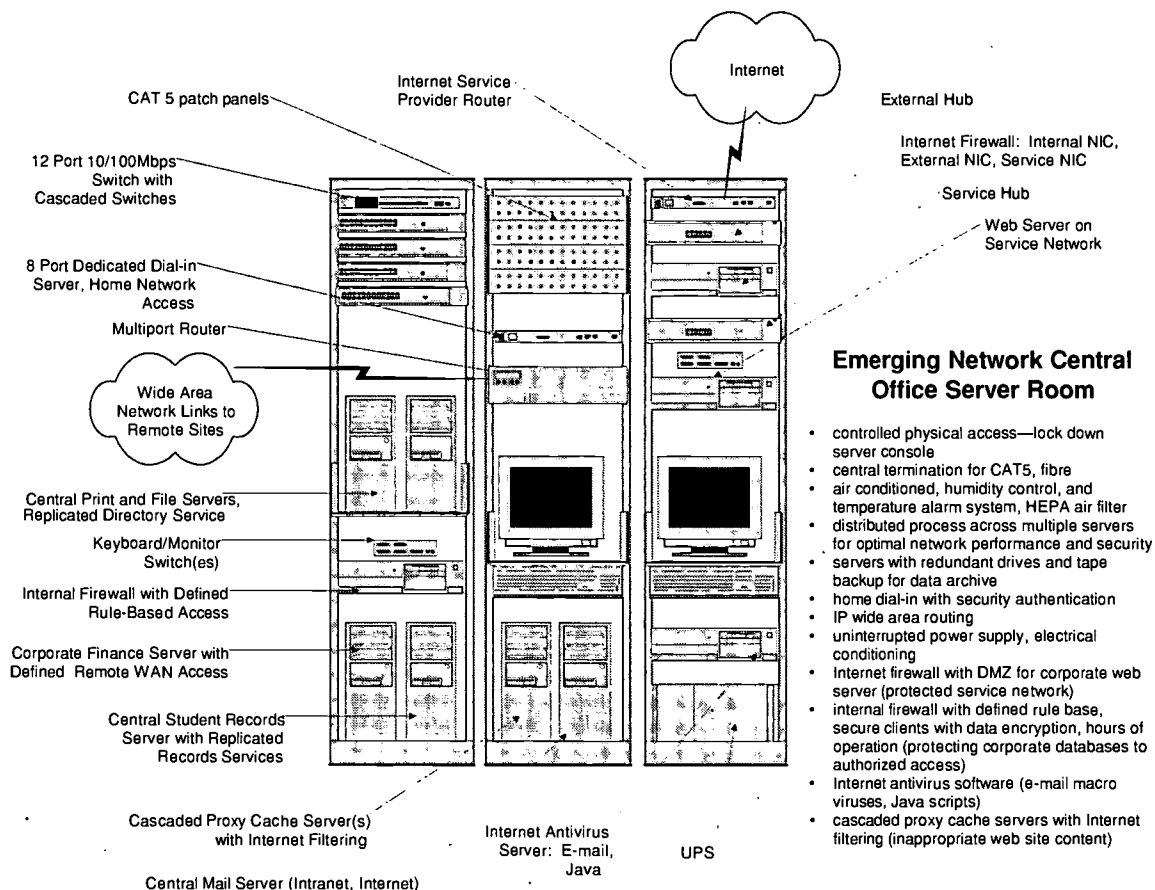 Internet
Internet Service
Provider Router
CAT 5 patch panels
External Hub
Internet Firewall: Internal NIC,
External NIC, Service NIC
12 Port 10/100Mbps
Switch with
Cascaded Switches
Service Hub
Web Server on
Service Network
8 Port Dedicated Dial-in
Server, Home Network
Access
Multiport Router
Wide Area
Network Links to
Remote Sites
Central Print and File Servers,
Replicated Directory Service
Keyboard/Monitor
Switch(es)
Internal Firewall with Defined
Rule-Based Access
Corporate Finance Server with
Defined Remote WAN Access
Central Student Records
Server with Replicated
Records Services
Cascaded Proxy Cache Server(s)
with Internet Filtering
Central Mail Server (Intranet, Internet)
Internet Antivirus
Server: E-mail,
Java
UPS
Emerging Network Central
Office Server Room
• controlled physical access—lock down
server console
• central termination for CAT5, fibre
• air conditioned, humidity control, and
temperature alarm system, HEPA air filter
• distributed process across multiple servers
for optimal network performance and security
• servers with redundant drives and tape
backup for data archive
• home dial-in with security authentication
• IP wide area routing
• uninterrupted power supply, electrical
conditioning
• Internet firewall with DMZ for corporate web
server (protected service network)
• internal firewall with defined rule base,
secure clients with data encryption, hours of
operation (protecting corporate databases to
authorized access)
• Internet antivirus software (e-mail macro
viruses, Java scripts)
• cascaded proxy cache servers with Internet
filtering (inappropriate web site content)